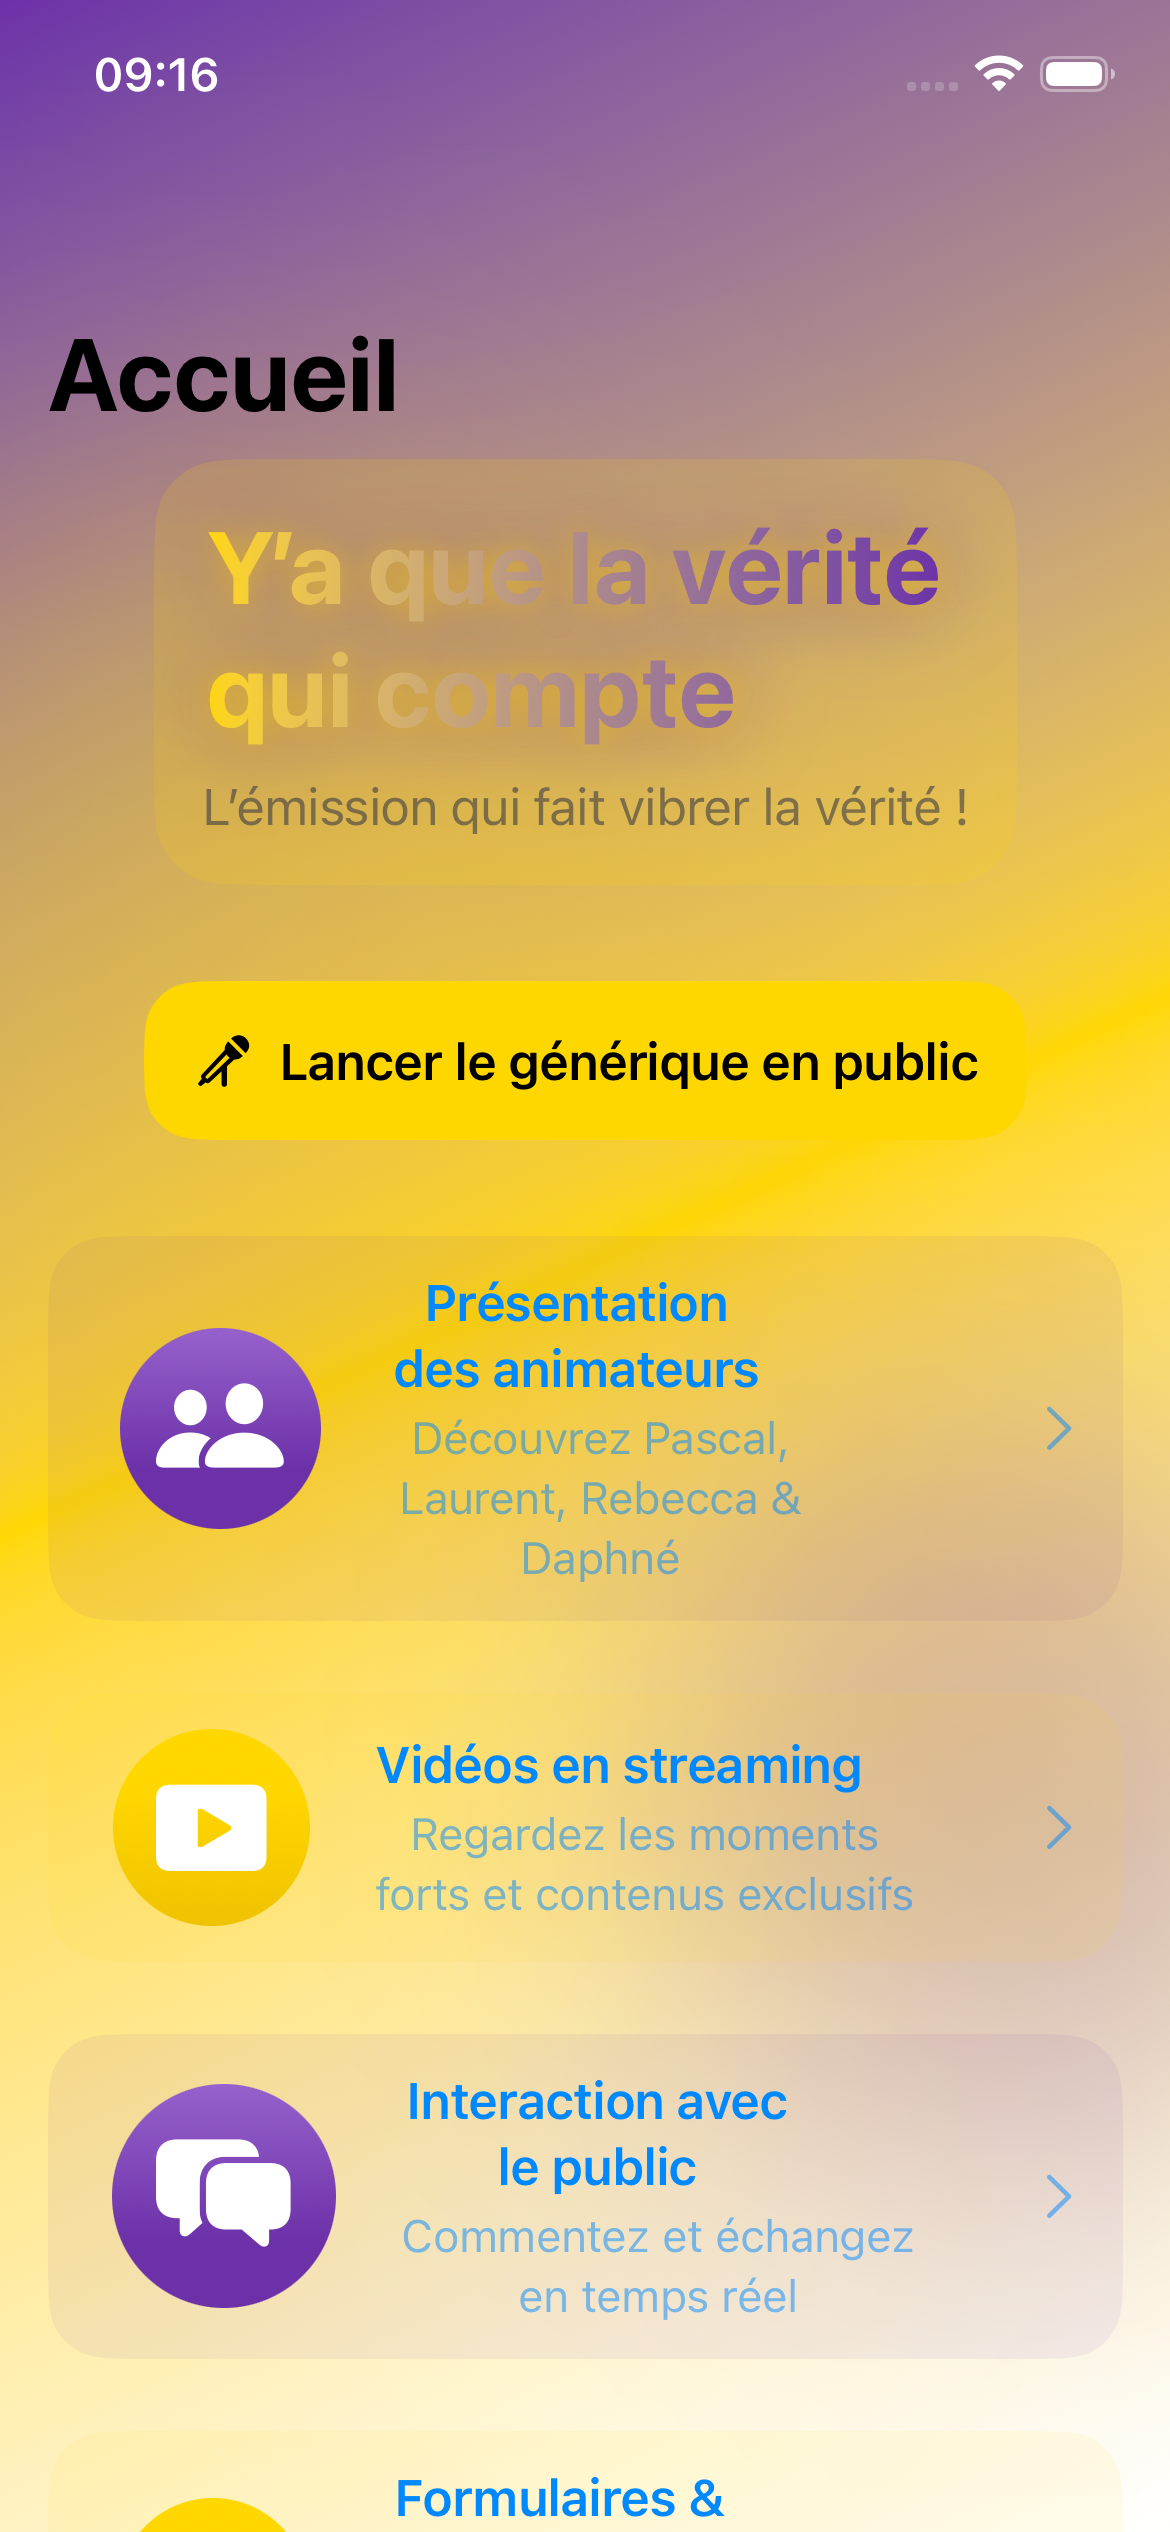 09:16
Accueil
Y’a que la vérité
qui compte
L’émission qui fait vibrer la vérité !
Lancer le générique en public
Présentation
des animateurs
Découvrez Pascal,
Laurent, Rebecca &
Daphné
Vidéos en streaming
Regardez les moments
forts et contenus exclusifs
Interaction avec
le public
Commentez et échangez
en temps réel
Formulaires &